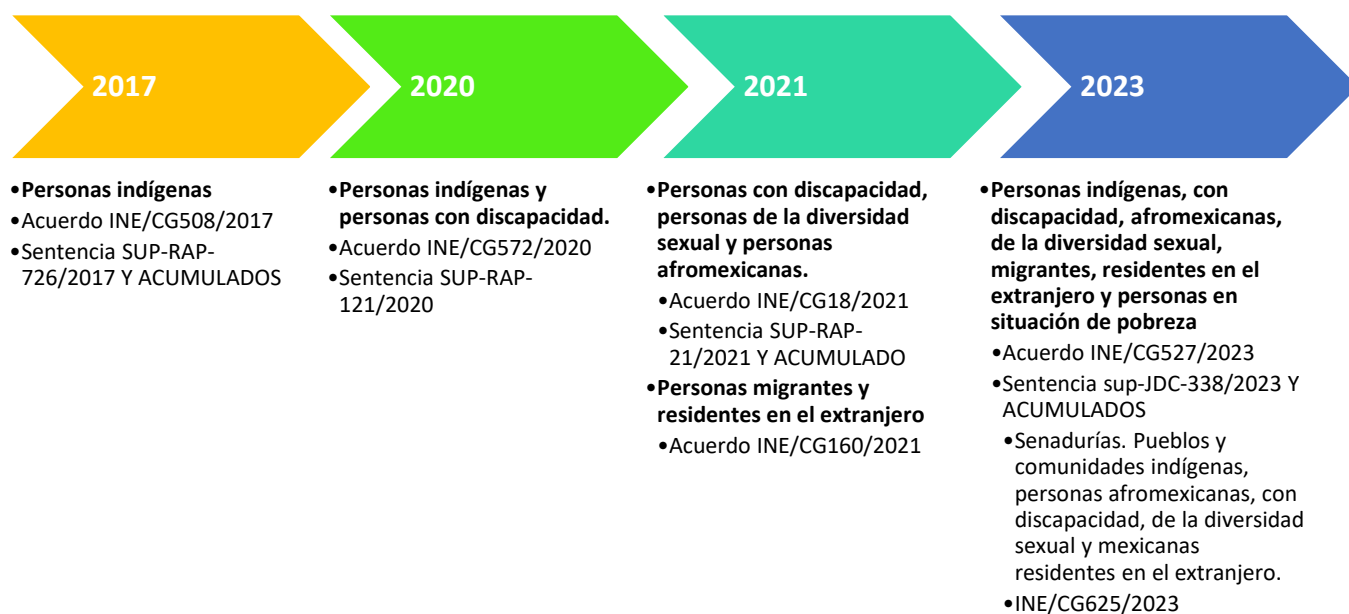 2017
•Personas indígenas
•Acuerdo INE/CG508/2017
•Sentencia SUP-RAP-
726/2017 Y ACUMULADOS
2020
•Personas indígenas y
personas con discapacidad.
•Acuerdo INE/CG572/2020
•Sentencia SUP-RAP-
121/2020
2021
•Personas con discapacidad,
personas de la diversidad
sexual y personas
afromexicanas.
•Acuerdo INE/CG18/2021
•Sentencia SUP-RAP-
21/2021 Y ACUMULADO
•Personas migrantes y
residentes en el extranjero
•Acuerdo INE/CG160/2021
2023
•Personas indígenas, con
discapacidad, afromexicanas,
de la diversidad sexual,
migrantes, residentes en el
extranjero y personas en
situación de pobreza
•Acuerdo INE/CG527/2023
•Sentencia sup-JDC-338/2023 Y
ACUMULADOS
•Senadurías. Pueblos y
comunidades indígenas,
personas afromexicanas, con
discapacidad, de la diversidad
sexual y mexicanas
residentes en el extranjero.
•INE/CG625/2023